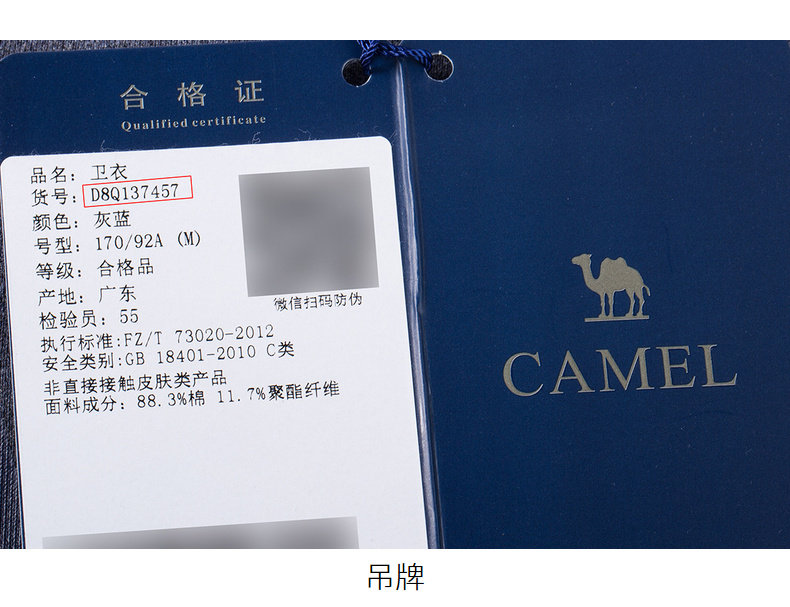 合格证
Qualified certificate
品名：卫衣
货号：D8Q137457
颜色：灰蓝
号型：170/92A (M)
等级：合格品
产地：广东
检验员：55
微信扫码防伪
执行标准:FZ/T 73020-2012
安全类别:GB 18401-2010 C类
非直接接触皮肤类产品
面料成分：88.3%棉 11.7%聚酯纤维
CAMEL
吊牌